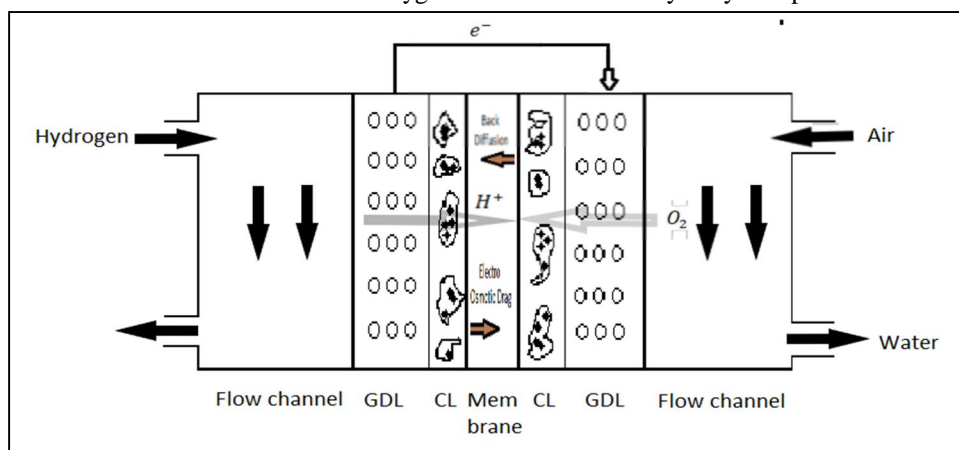 e⁻
Hydrogen
Air
Back
Diffusion
H⁺
O₂
Electro
Osmotic Drag
Water
Flow channel GDL CL Mem CL GDL Flow channel
brane